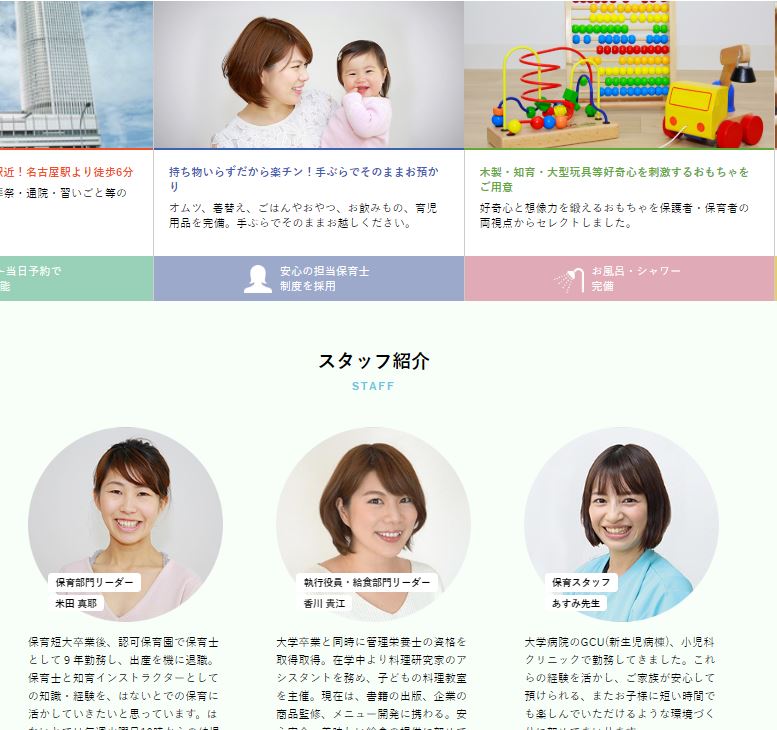 駅近！名古屋駅より徒歩6分
葬祭・通院・習いごと等の
～当日予約で
能
持ち物いらずだから楽チン！手ぶらでそのままお預か
り
オムツ、着替え、ごはんやおやつ、お飲みもの、育児
用品を完備。手ぶらでそのままお越しください。
安心の担当保育士
制度を採用
木製・知育・大型玩具等好奇心を刺激するおもちゃを
ご用意
好奇心と想像力を鍛えるおもちゃを保護者・保育者の
両視点からセレクトしました。
お風呂・シャワー
完備
スタッフ紹介
STAFF
保育部門リーダー
米田 真耶
保育短大卒業後、認可保育園で保育士
として９年勤務し、出産を機に退職。
保育士と知育インストラクターとして
の知識・経験を、はないとでの保育に
活かしていきたいと思っています。は
執行役員・給食部門リーダー
香川 貴江
大学卒業と同時に管理栄養士の資格を
取得取得。在学中より料理研究家のア
シスタントを務め、子どもの料理教室
を主催。現在は、書籍の出版、企業の
商品監修、メニュー開発に携わる。安
保育スタッフ
あすみ先生
大学病院のGCU(新生児病棟)、小児科
クリニックで勤務してきました。これ
らの経験を活かし、ご家族が安心して
預けられる、またお子様に短い時間で
も楽しんでいただけるような環境づく